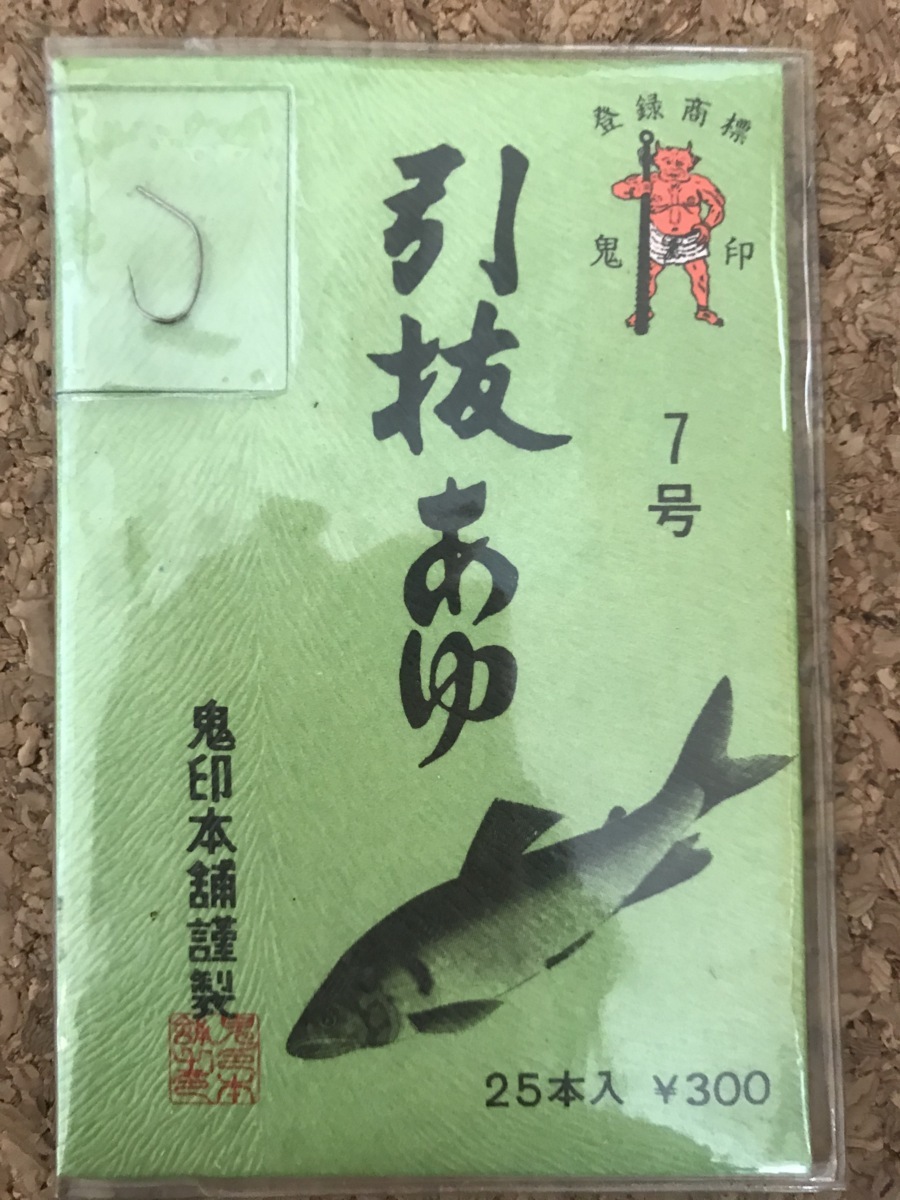 登録商標
鬼印
7号
引抜あゆ
鬼印本舗謹製
25本入 ¥300